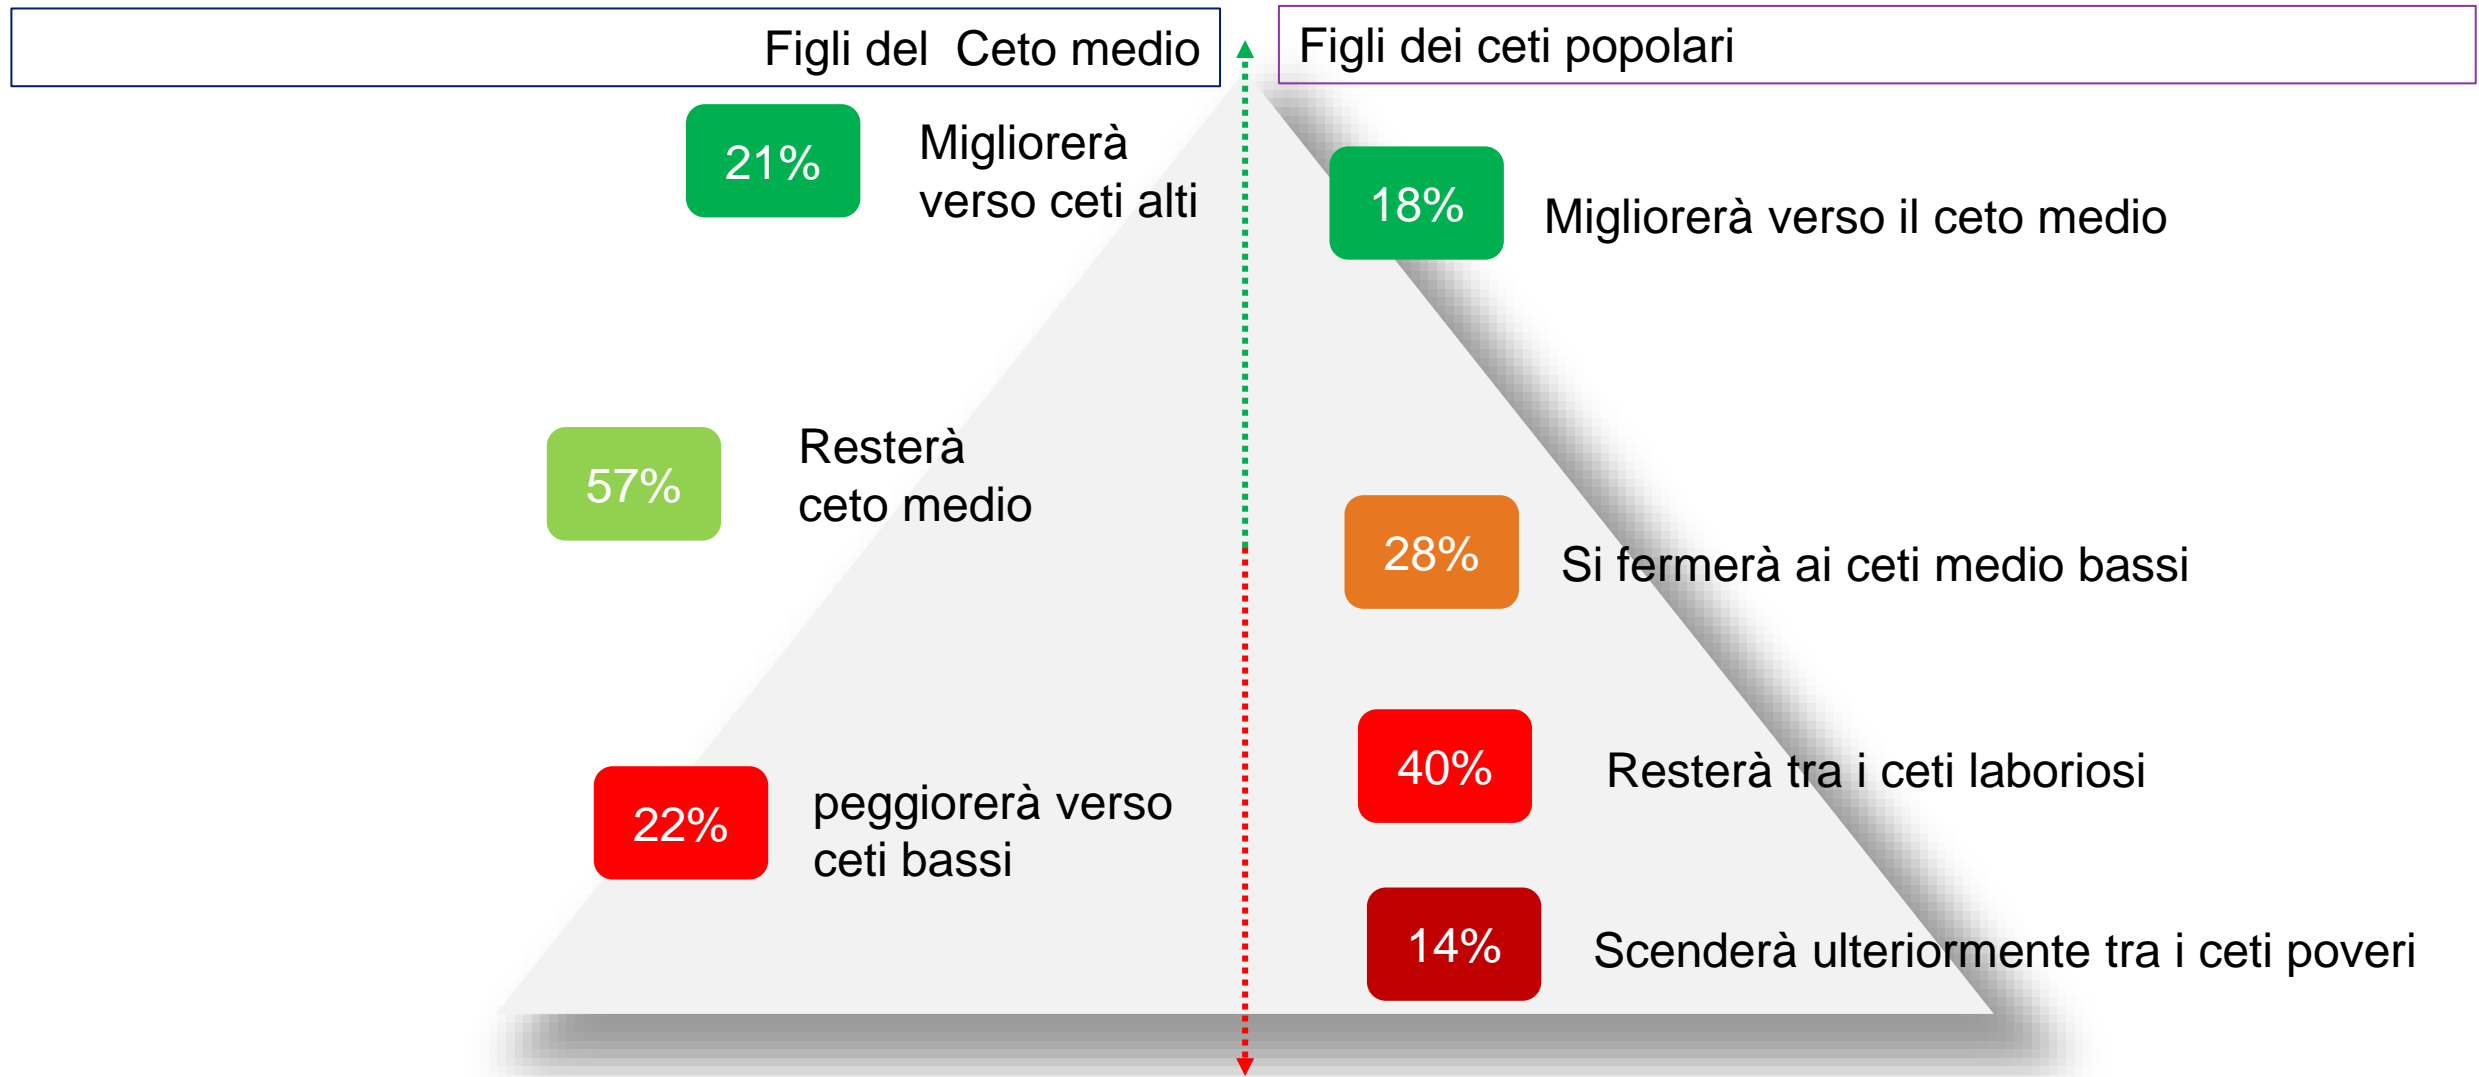 Figli del  Ceto medio
21%
Migliorerà
verso ceti alti
57%
Resterà
ceto medio
22%
peggiorerà verso
ceti bassi
Figli dei ceti popolari
18%
Migliorerà verso il ceto medio
28%
Si fermerà ai ceti medio bassi
40%
Resterà tra i ceti laboriosi
14%
Scenderà ulteriormente tra i ceti poveri